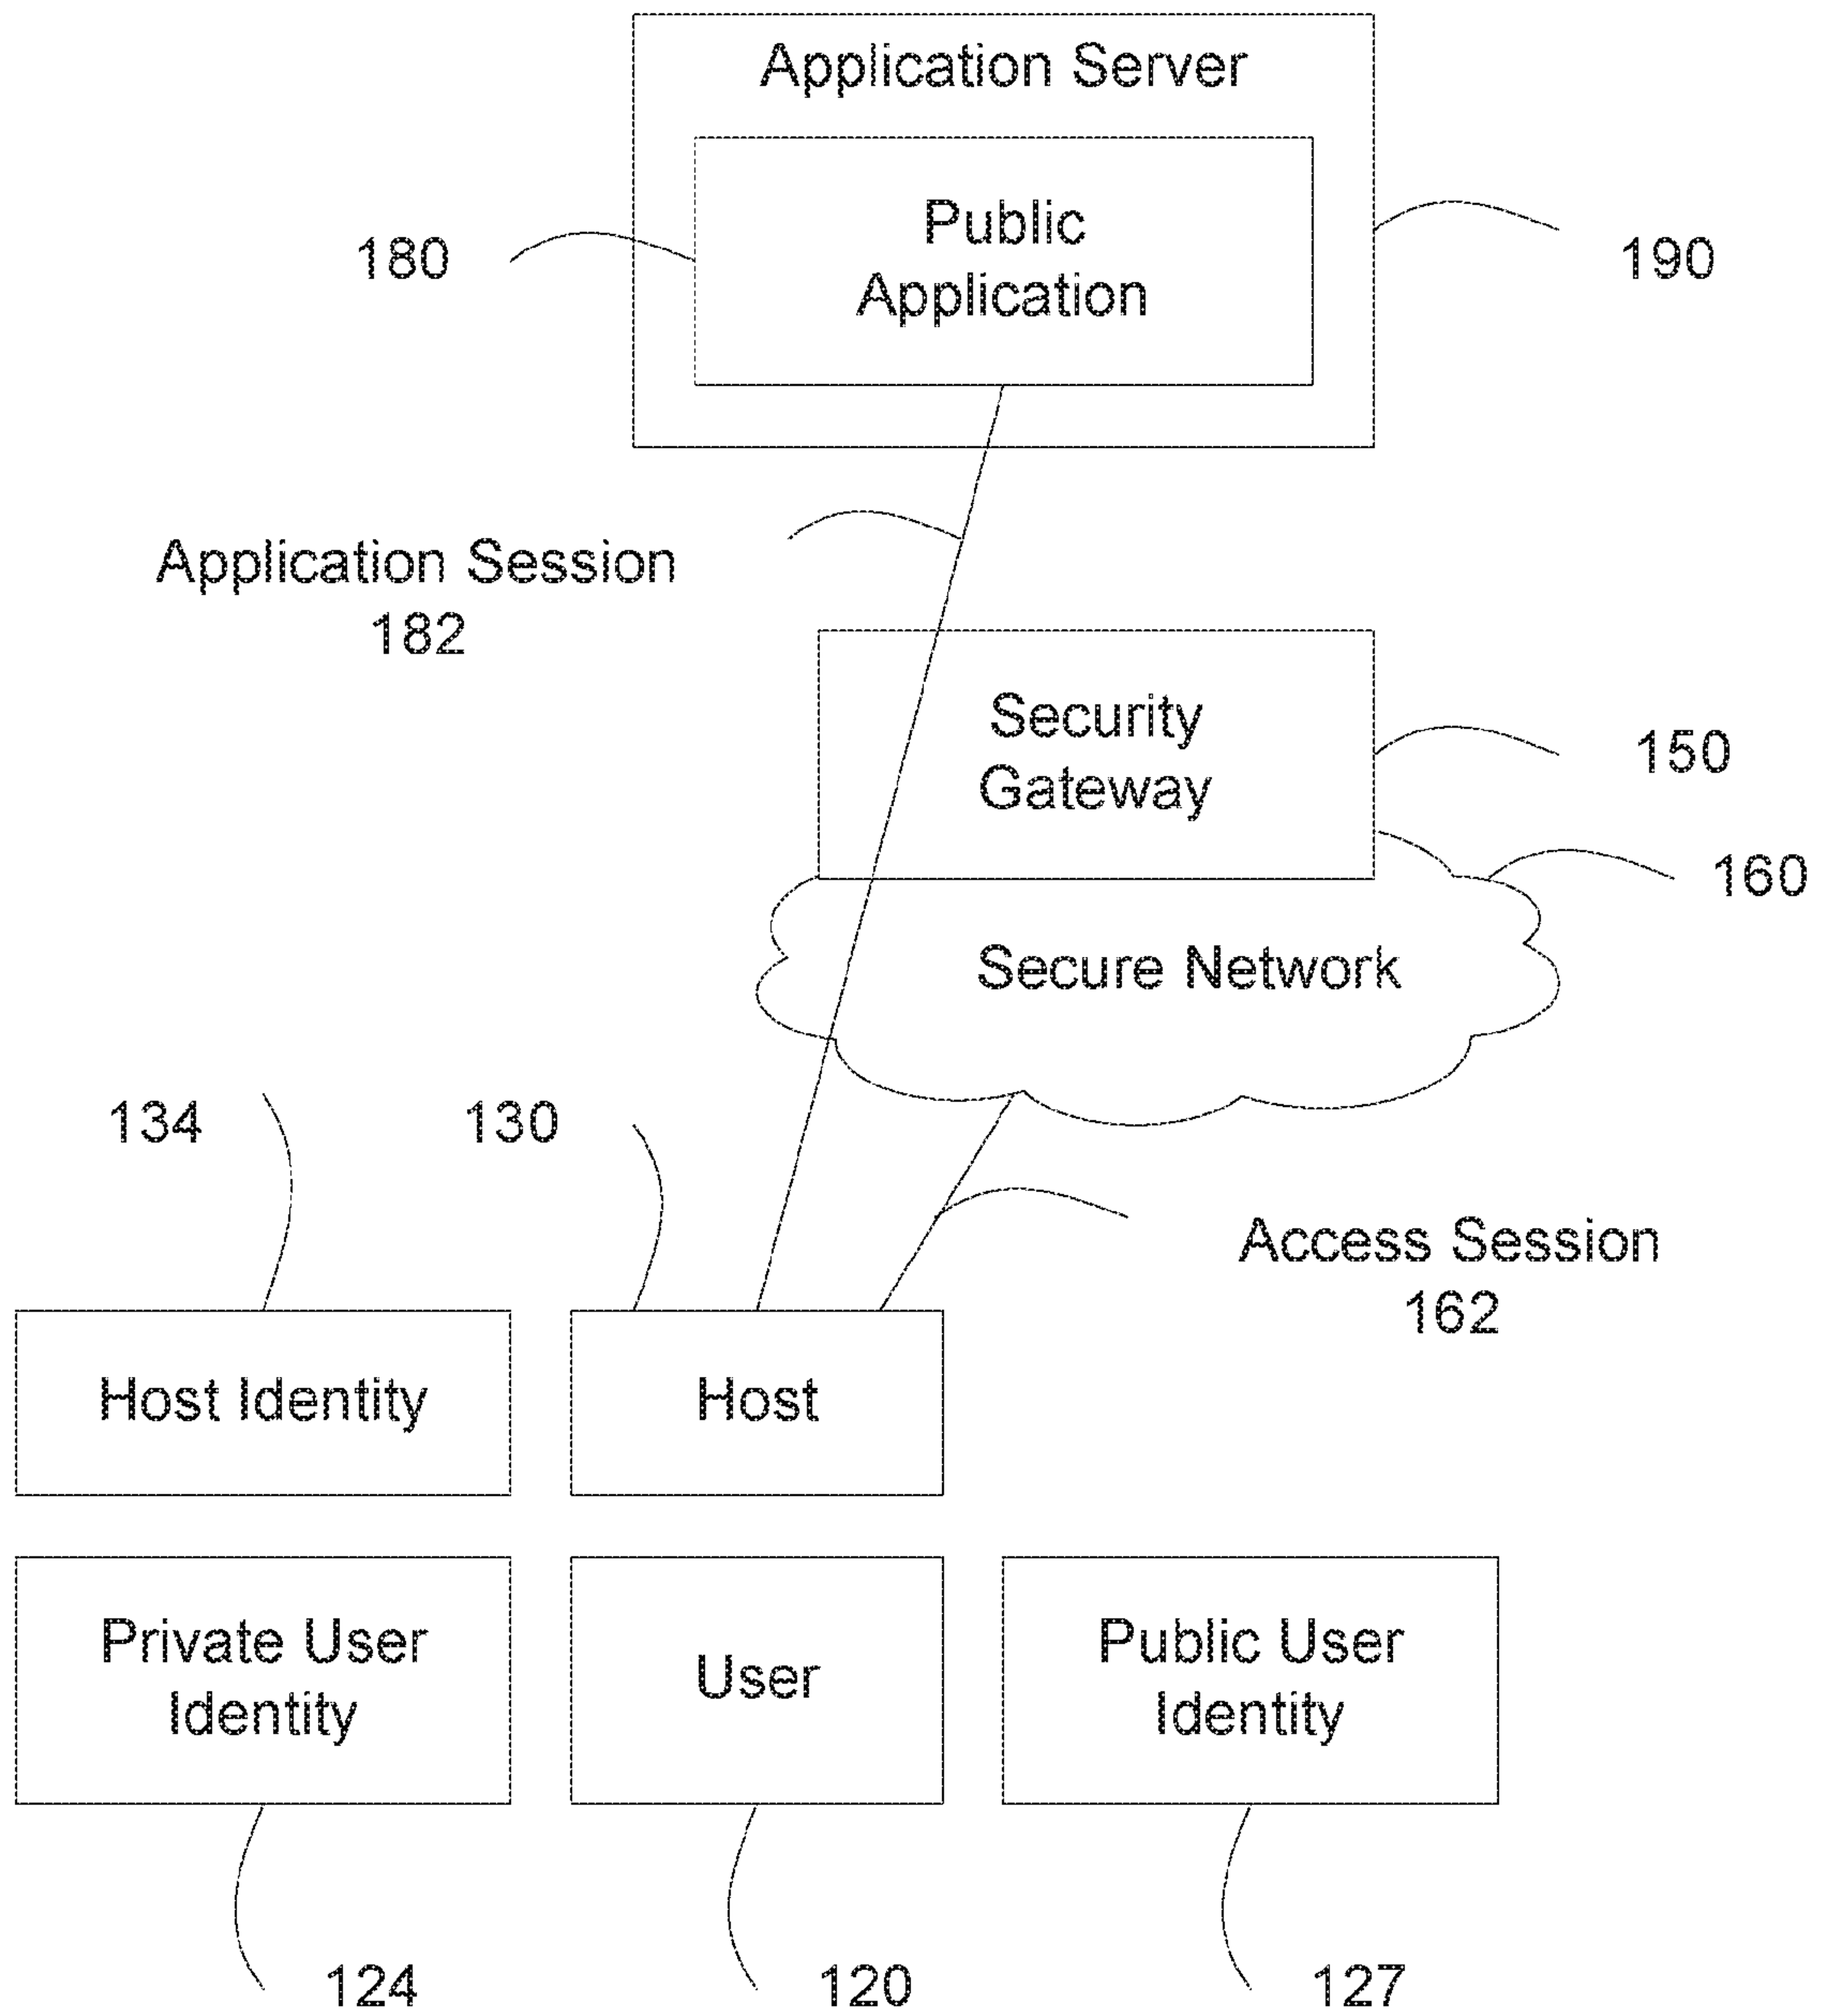 Application Server
Public
Application
180
190
Application Session
182
Security
Gateway
150
160
Secure Network
134
130
Access Session
162
Host Identity
Host
Private User
Identity
User
Public User
Identity
124
120
127